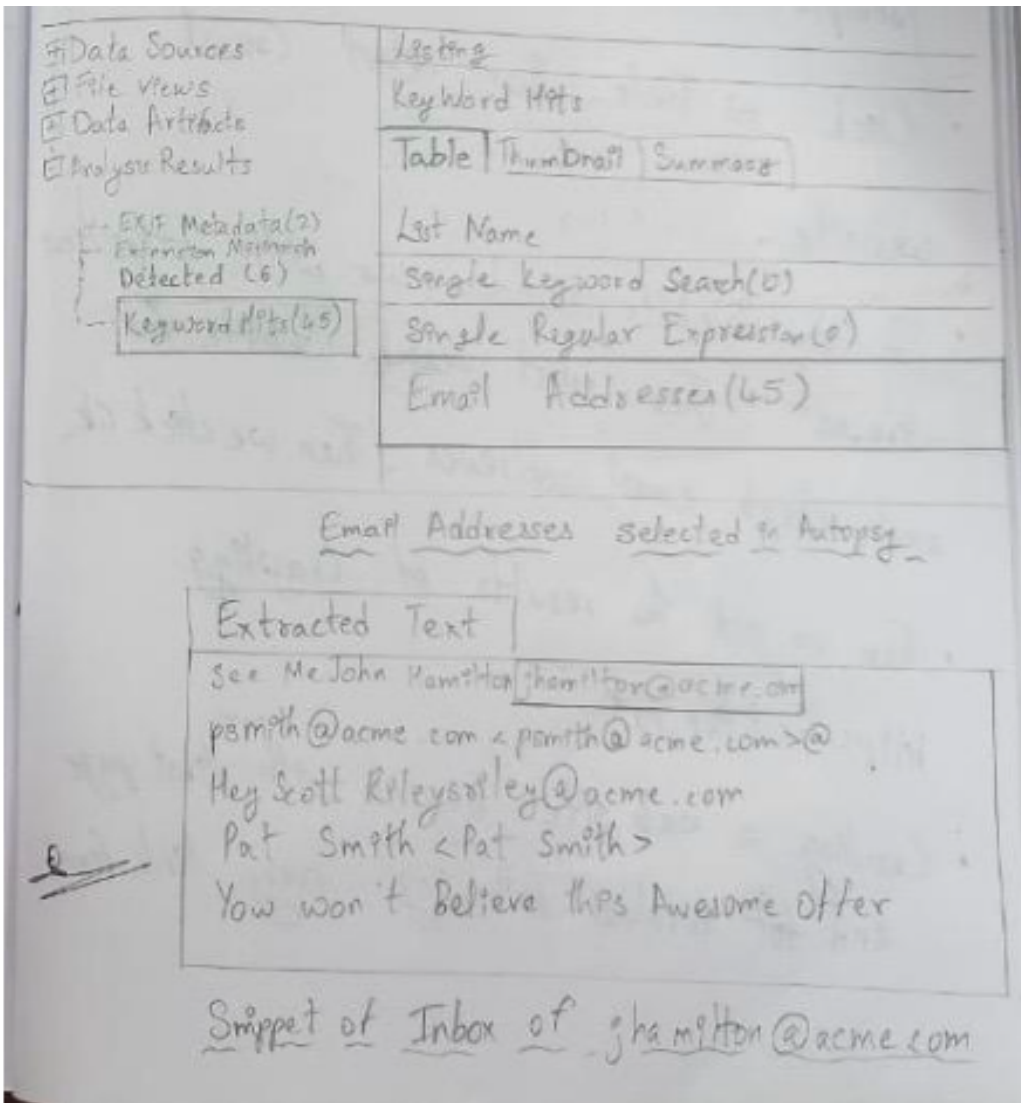 Data Sources
File Views
Data Artifacts
Analysis Results
EXIF Metadata(2)
Extension Mismatch
Detected (6)
Keyword Hits(45)
Listing
KeyWord Hits
Table Thumbnail Summary
List Name
Single Keyword Search(0)
Single Regular Expression(0)
Email Addresses(45)
Email Addresses selected in Autopsy
Extracted Text
See Me John Hamilton jhamilton@acme.com
psmith@acme.com <psmith@acme.com>@
Hey Scott Rileysriley@acme.com
Pat Smith <Pat Smith>
Yow won't Believe this Awesome Offer
Snippet of Inbox of jhamilton@acme.com